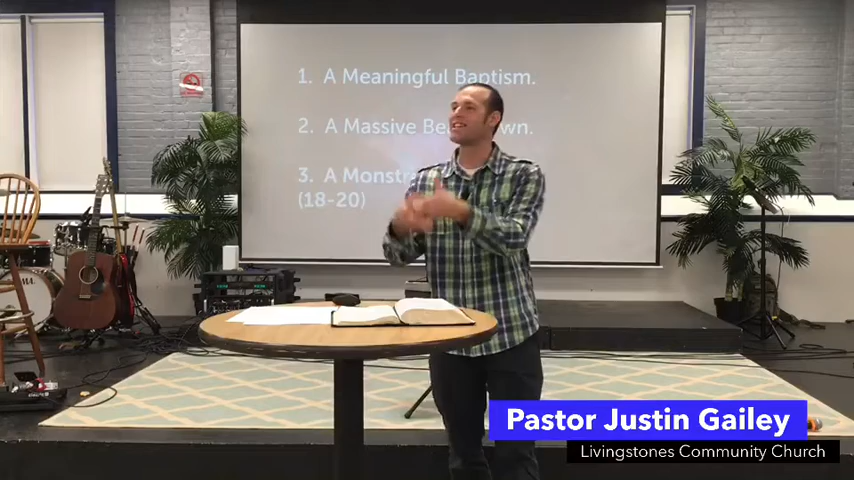 1. A Meaningful Baptism.
2. A Massive
3. A
(18-20)
Pastor Justin Gailey
Livingstones Community Church